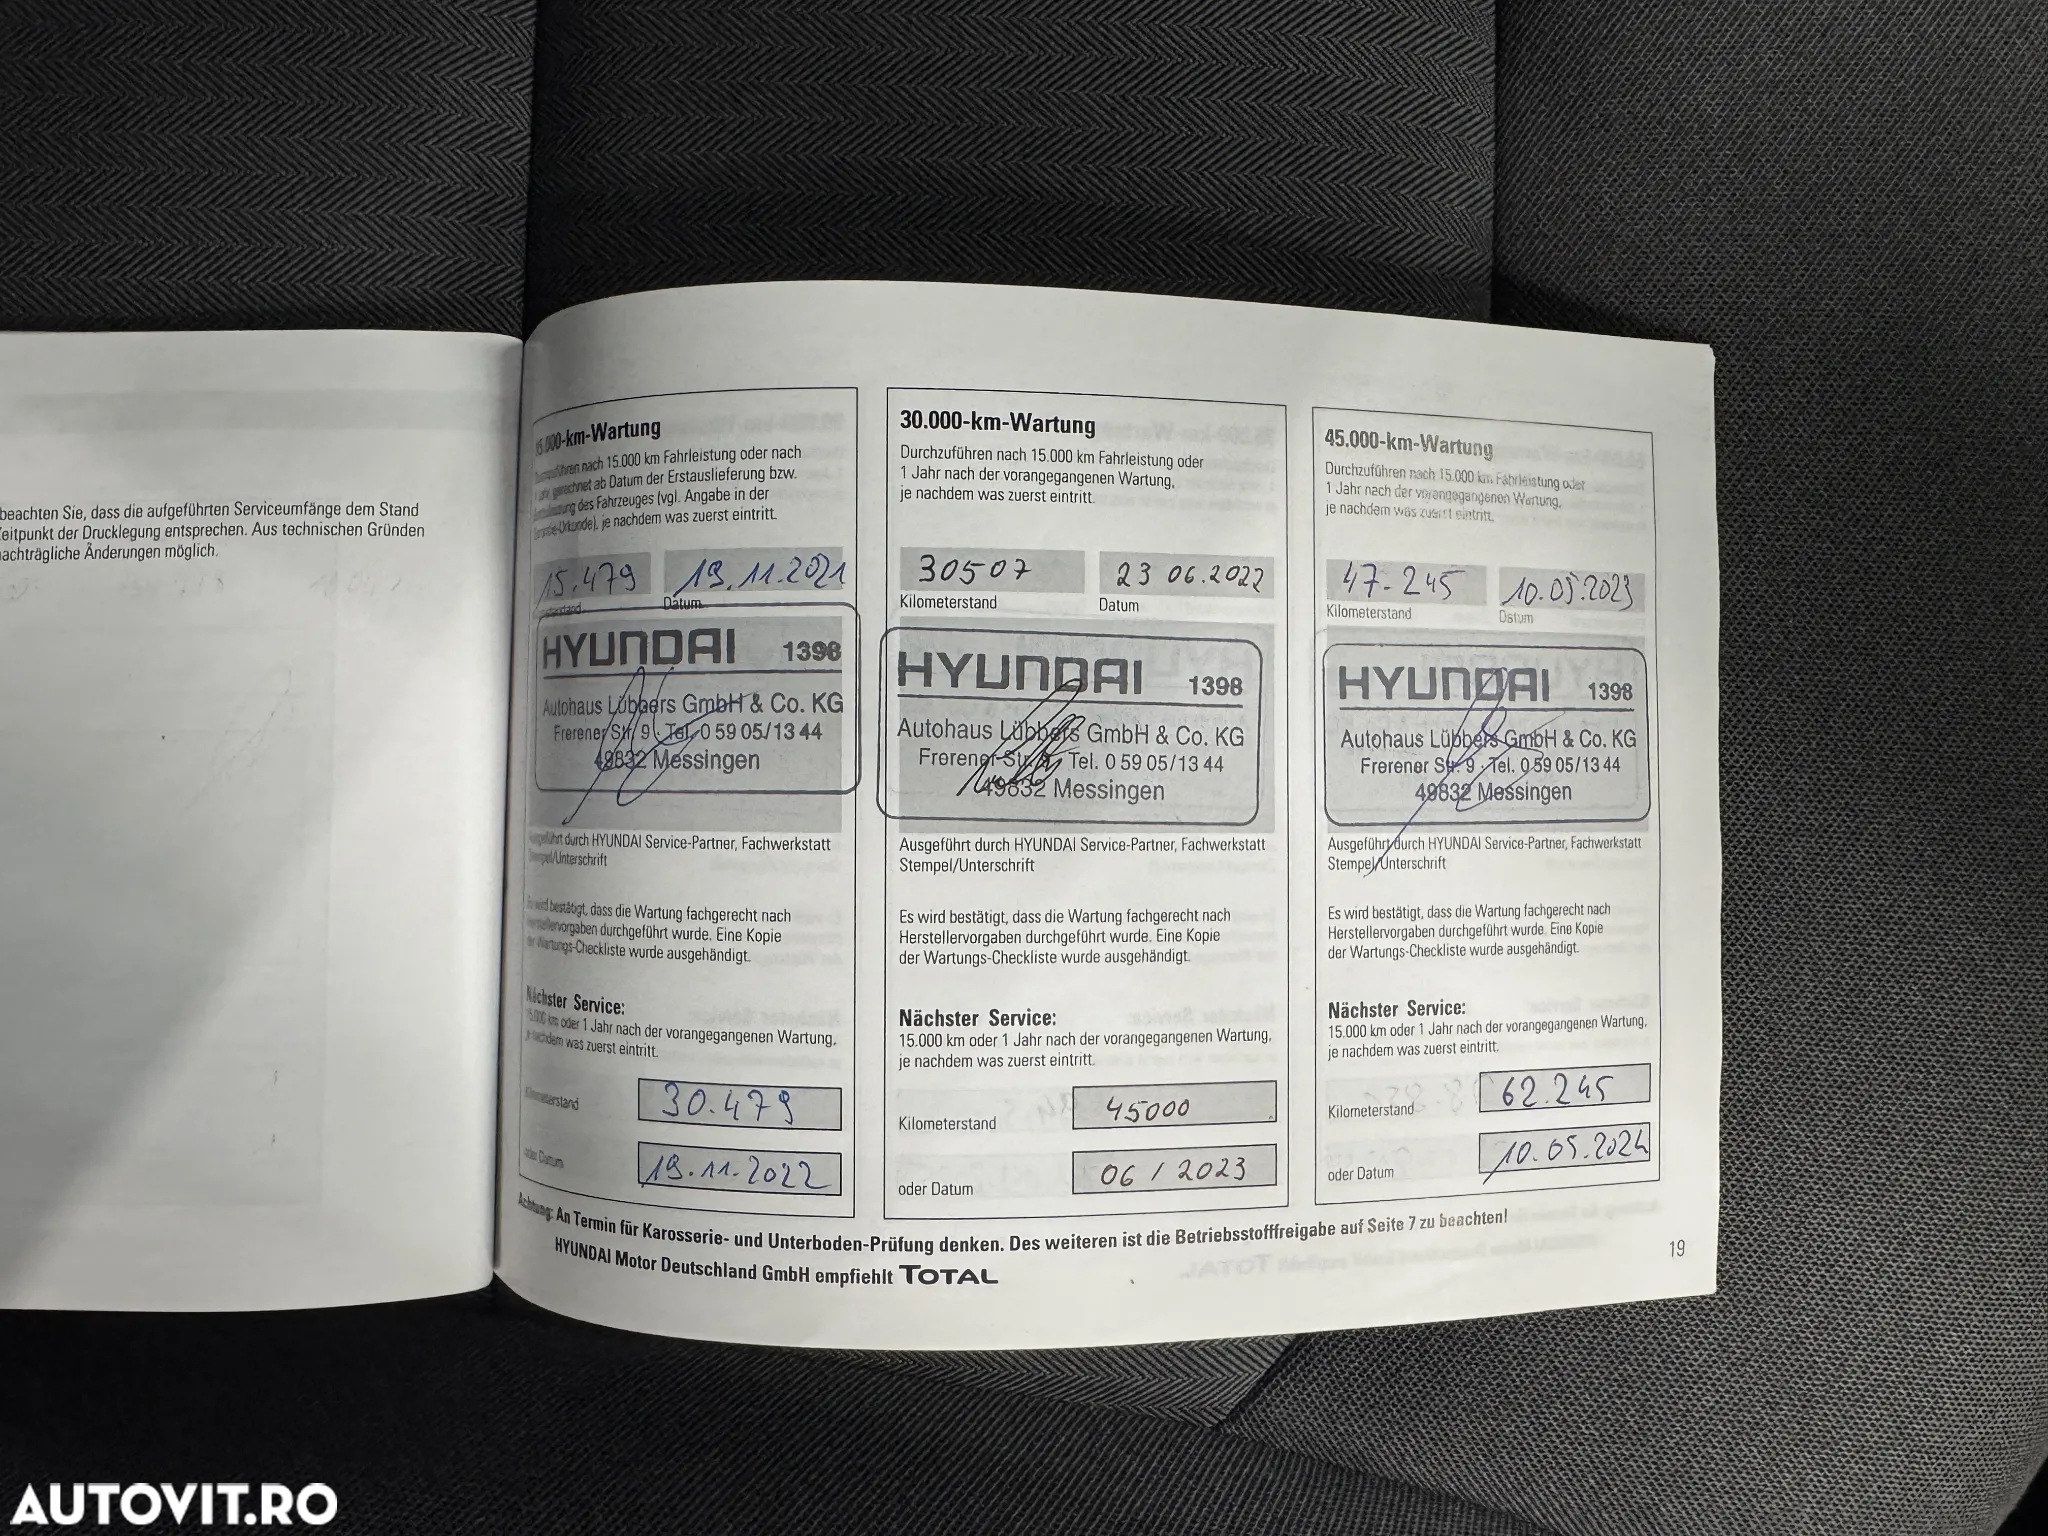 beachten Sie, dass die aufgeführten Serviceumfänge dem Stand
eitpunkt der Drucklegung entsprechen. Aus technischen Gründen
nachträgliche Änderungen möglich.
15.000-km-Wartung
nach 15.000 km Fahrleistung oder nach
gerechnet ab Datum der Erstauslieferung bzw.
des Fahrzeuges (vgl. Angabe in der
je nachdem was zuerst eintritt.
15.479 19.11.2021
Datum
HYUNDAI 1398
Autohaus Lübbers GmbH & Co. KG
Frerener Str. 9 · Tel. 0 59 05/13 44
49832 Messingen
Ausgeführt durch HYUNDAI Service-Partner, Fachwerkstatt
Stempel/Unterschrift
Es wird bestätigt, dass die Wartung fachgerecht nach
Herstellervorgaben durchgeführt wurde. Eine Kopie
der Wartungs-Checkliste wurde ausgehändigt.
Nächster Service:
15.000 km oder 1 Jahr nach der vorangegangenen Wartung,
je nachdem was zuerst eintritt.
Kilometerstand 30.479
oder Datum 19.11.2022
30.000-km-Wartung
Durchzuführen nach 15.000 km Fahrleistung oder
1 Jahr nach der vorangegangenen Wartung,
je nachdem was zuerst eintritt.
30507 23 06.2022
Kilometerstand Datum
HYUNDAI 1398
Autohaus Lübbers GmbH & Co. KG
Frerener Str. 9 · Tel. 0 59 05/13 44
49832 Messingen
Ausgeführt durch HYUNDAI Service-Partner, Fachwerkstatt
Stempel/Unterschrift
Es wird bestätigt, dass die Wartung fachgerecht nach
Herstellervorgaben durchgeführt wurde. Eine Kopie
der Wartungs-Checkliste wurde ausgehändigt.
Nächster Service:
15.000 km oder 1 Jahr nach der vorangegangenen Wartung,
je nachdem was zuerst eintritt.
Kilometerstand 45000
oder Datum 06 / 2023
45.000-km-Wartung
Durchzuführen nach 15.000 km Fahrleistung oder
1 Jahr nach der vorangegangenen Wartung,
je nachdem was zuerst eintritt.
47.245 10.05.2023
Kilometerstand Datum
HYUNDAI 1398
Autohaus Lübbers GmbH & Co. KG
Frerener Str. 9 · Tel. 0 59 05/13 44
49832 Messingen
Ausgeführt durch HYUNDAI Service-Partner, Fachwerkstatt
Stempel/Unterschrift
Es wird bestätigt, dass die Wartung fachgerecht nach
Herstellervorgaben durchgeführt wurde. Eine Kopie
der Wartungs-Checkliste wurde ausgehändigt.
Nächster Service:
15.000 km oder 1 Jahr nach der vorangegangenen Wartung,
je nachdem was zuerst eintritt.
Kilometerstand 62.245
oder Datum 10.05.2024
Achtung: An Termin für Karosserie- und Unterboden-Prüfung denken. Des weiteren ist die Betriebsstofffreigabe auf Seite 7 zu beachten!
HYUNDAI Motor Deutschland GmbH empfiehlt TOTAL
19
AUTOVIT.RO